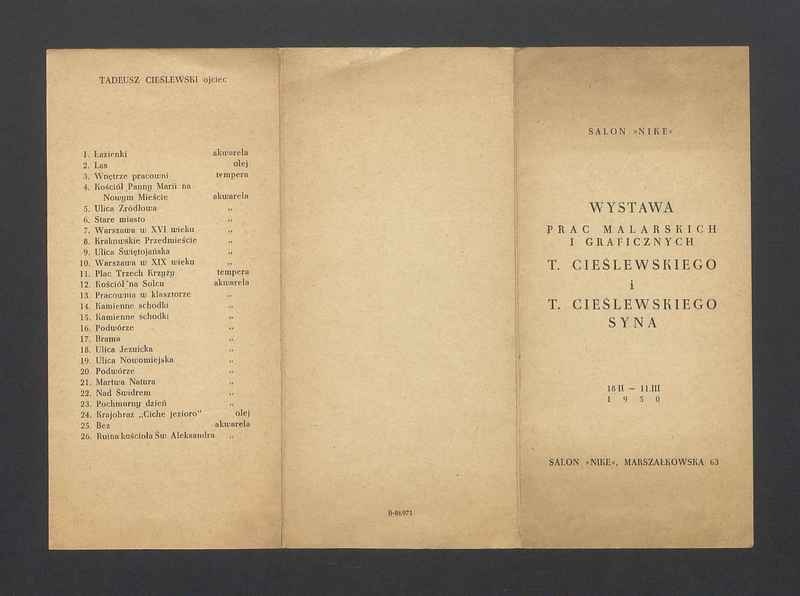 TADEUSZ CIEŚLEWSKI ojciec
1. Łazienki akwarela
2. Las olej
3. Wnętrze pracowni tempera
4. Kościół Panny Marii na
Nowym Mieście akwarela
5. Ulica Źródłowa „
6. Stare miasto „
7. Warszawa w XVI wieku „
8. Krakowskie Przedmieście „
9. Ulica Świętojańska „
10. Warszawa w XIX wieku „
11. Plac Trzech Krzyży tempera
12. Kościół na Solcu akwarela
13. Pracownia w klasztorze „
14. Kamienne schodki „
15. Kamienne schodki „
16. Podwórze „
17. Brama „
18. Ulica Jezuicka „
19. Ulica Nowomiejska „
20. Podwórze „
21. Martwa Natura „
22. Nad Świdrem „
23. Pochmurny dzień „
24. Krajobraz „Ciche jezioro” olej
25. Bez akwarela
26. Ruina kościoła Św. Aleksandra „
B-86971
SALON »NIKE«
WYSTAWA
PRAC MALARSKICH
I GRAFICZNYCH
T. CIEŚLEWSKIEGO
i
T. CIEŚLEWSKIEGO
SYNA
18 II — 11.III
1950
SALON »NIKE«, MARSZAŁKOWSKA 63